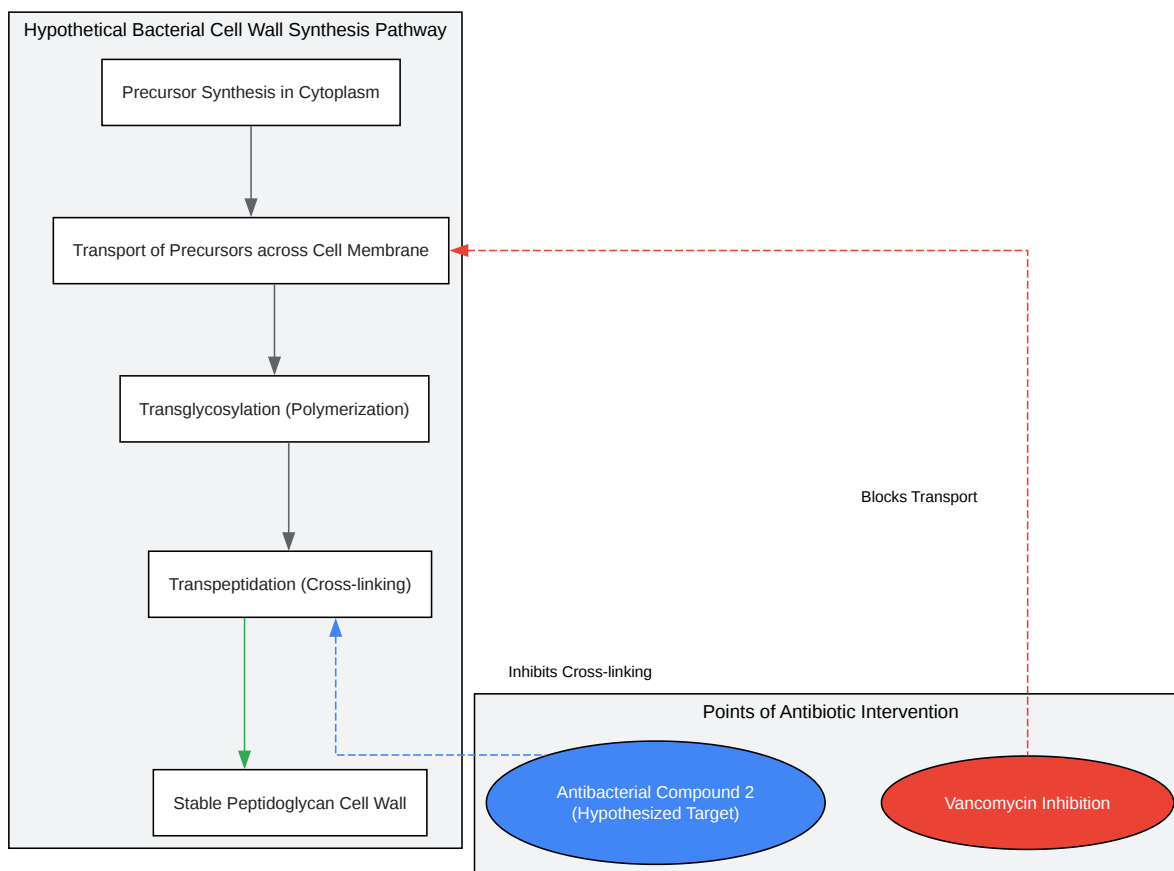 Hypothetical Bacterial Cell Wall Synthesis Pathway
Precursor Synthesis in Cytoplasm
Transport of Precursors across Cell Membrane
Transglycosylation (Polymerization)
Blocks Transport
Transpeptidation (Cross-linking)
Inhibits Cross-linking
Points of Antibiotic Intervention
Stable Peptidoglycan Cell Wall
Antibacterial Compound 2
(Hypothesized Target)
Vancomycin Inhibition